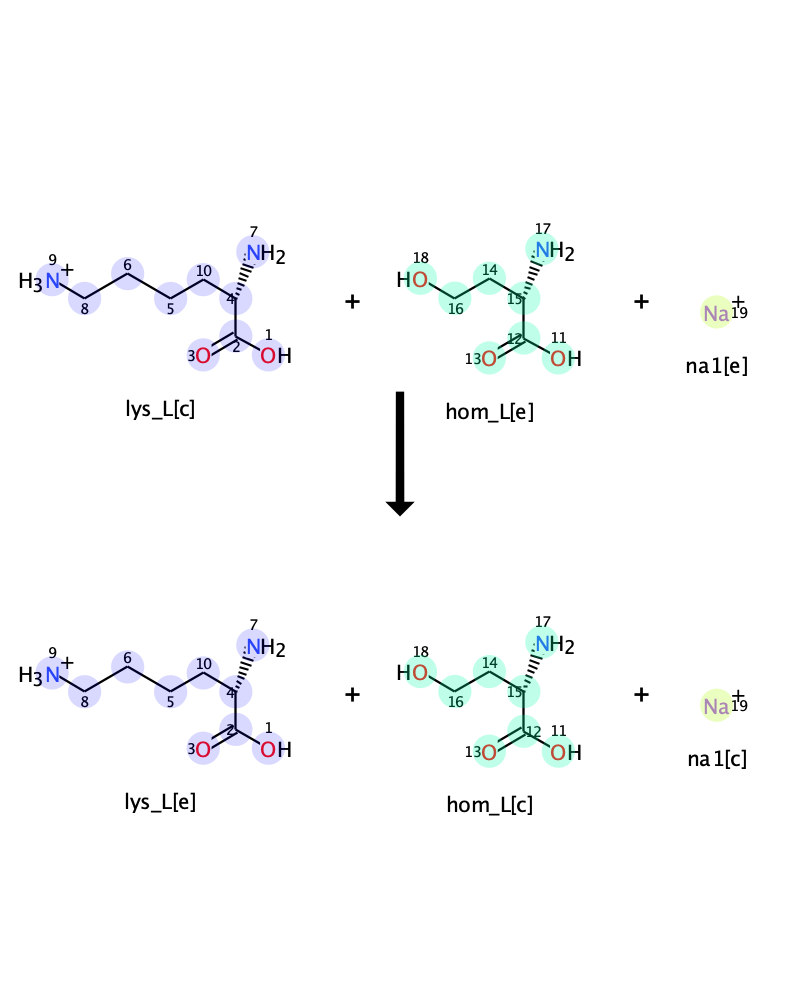 7
17
9 + 6 10 NH2 18 14 NH2
H3N HO Na+
8 5 4 + 16 15 + 19
3O 2 1 OH 13O 12 11 OH
na1[e]
lys_L[c] hom_L[e]
7
17
9 + 6 10 NH2 18 14 NH2
H3N HO Na+
8 5 4 + 16 15 + 19
3O 2 1 OH 13O 12 11 OH
na1[c]
lys_L[e] hom_L[c]